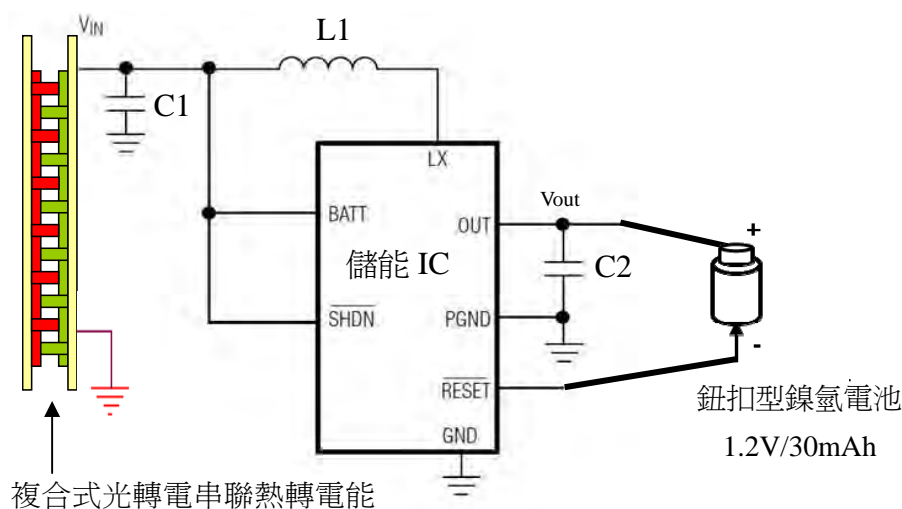 VIN
L1
C1
LX
BATT
Vout
OUT
+
儲能 IC
C2
SHDN
PGND
-
RESET
鈕扣型鎳氫電池
GND
1.2V/30mAh
複合式光轉電串聯熱轉電能